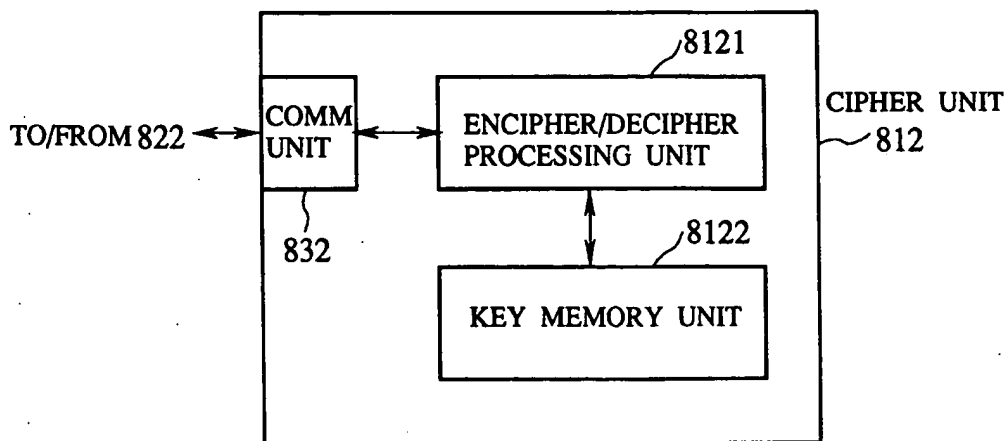 8121
CIPHER UNIT
812
COMM
UNIT
ENCIPHER/DECIPHER
PROCESSING UNIT
TO/FROM 822
832
8122
KEY MEMORY UNIT